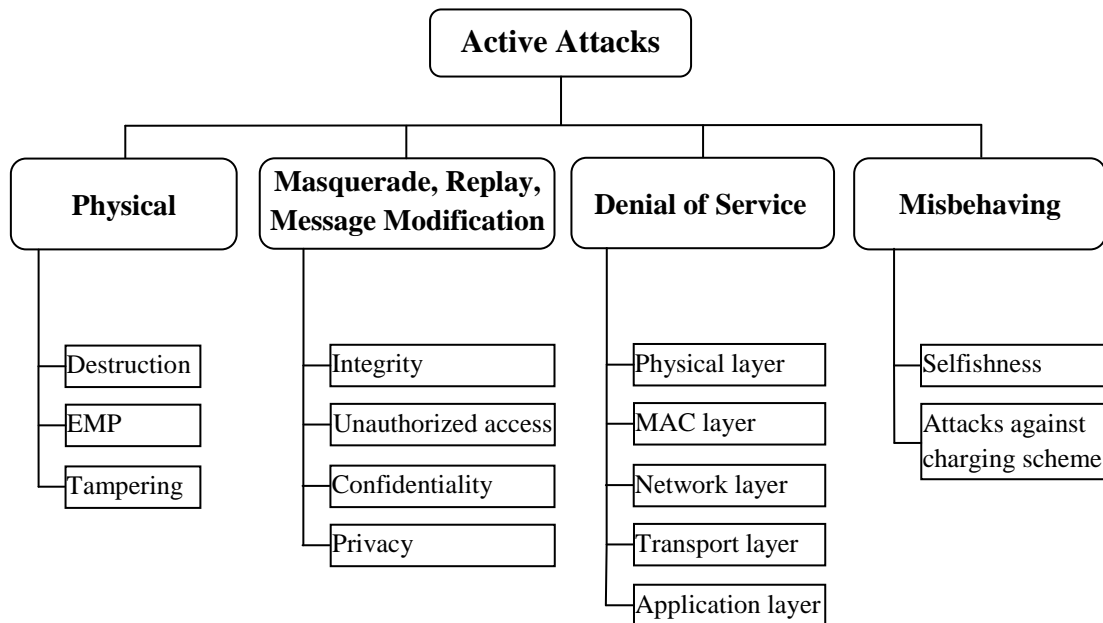 Active Attacks
Physical
Masquerade, Replay,
Message Modification
Denial of Service
Misbehaving
Destruction
EMP
Tampering
Integrity
Unauthorized access
Confidentiality
Privacy
Physical layer
MAC layer
Network layer
Transport layer
Application layer
Selfishness
Attacks against
charging scheme